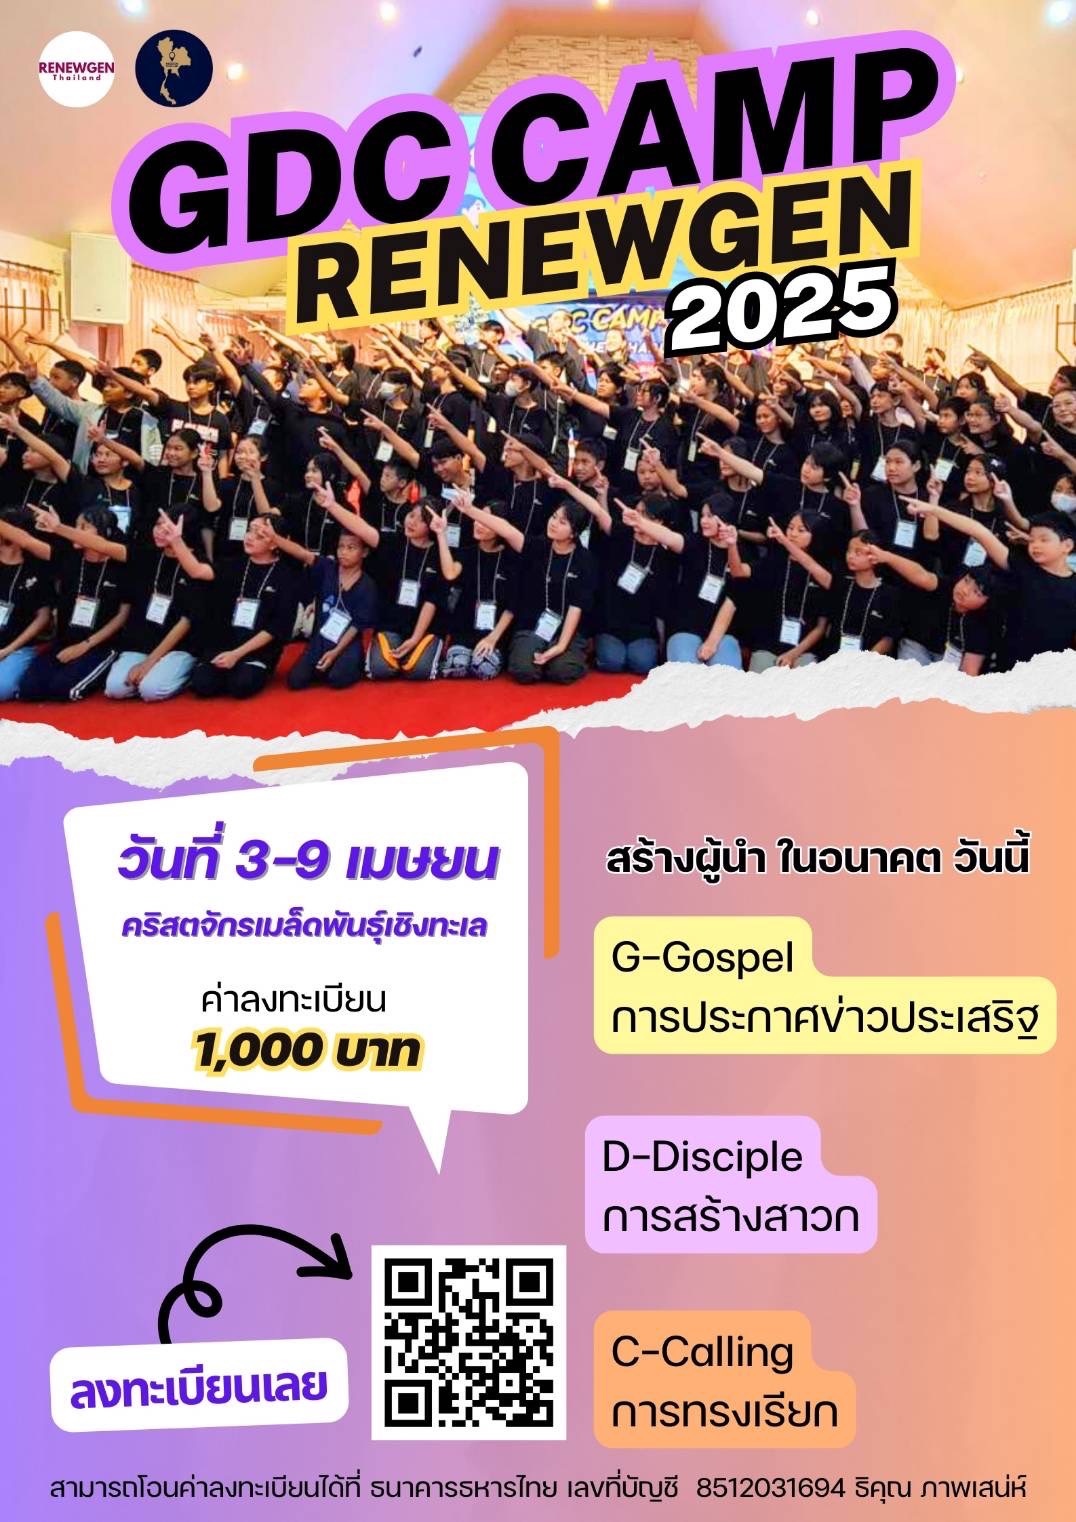 RENEWGEN
Thailand
GDC CAMP
RENEWGEN
2025
GDC CAMP
วันที่ 3-9 เมษยน
คริสตจักรเมล็ดพันธุ์เชิงทะเล
ค่าลงทะเบียน
1,000 บาท
สร้างผู้นำ ในอนาคต วันนี้
G-Gospel
การประกาศข่าวประเสริฐ
D-Disciple
การสร้างสาวก
C-Calling
การทรงเรียก
ลงทะเบียนเลย
สามารถโอนค่าลงทะเบียนได้ที่ ธนาคารธหารไทย เลขที่บัญชี 8512031694 ธิคุณ ภาพเสน่ห์